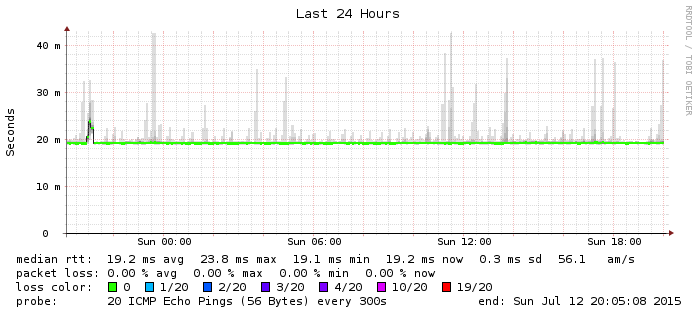 Last 24 Hours
RRDTOOL / TOBI OETIKER
Seconds
40 m
30 m
20 m
10 m
0
Sun 00:00 Sun 06:00 Sun 12:00 Sun 18:00
median rtt: 19.2 ms avg 23.8 ms max 19.1 ms min 19.2 ms now 0.3 ms sd 56.1 am/s
packet loss: 0.00 % avg 0.00 % max 0.00 % min 0.00 % now
loss color: 0 1/20 2/20 3/20 4/20 10/20 19/20
probe: 20 ICMP Echo Pings (56 Bytes) every 300s end: Sun Jul 12 20:05:08 2015